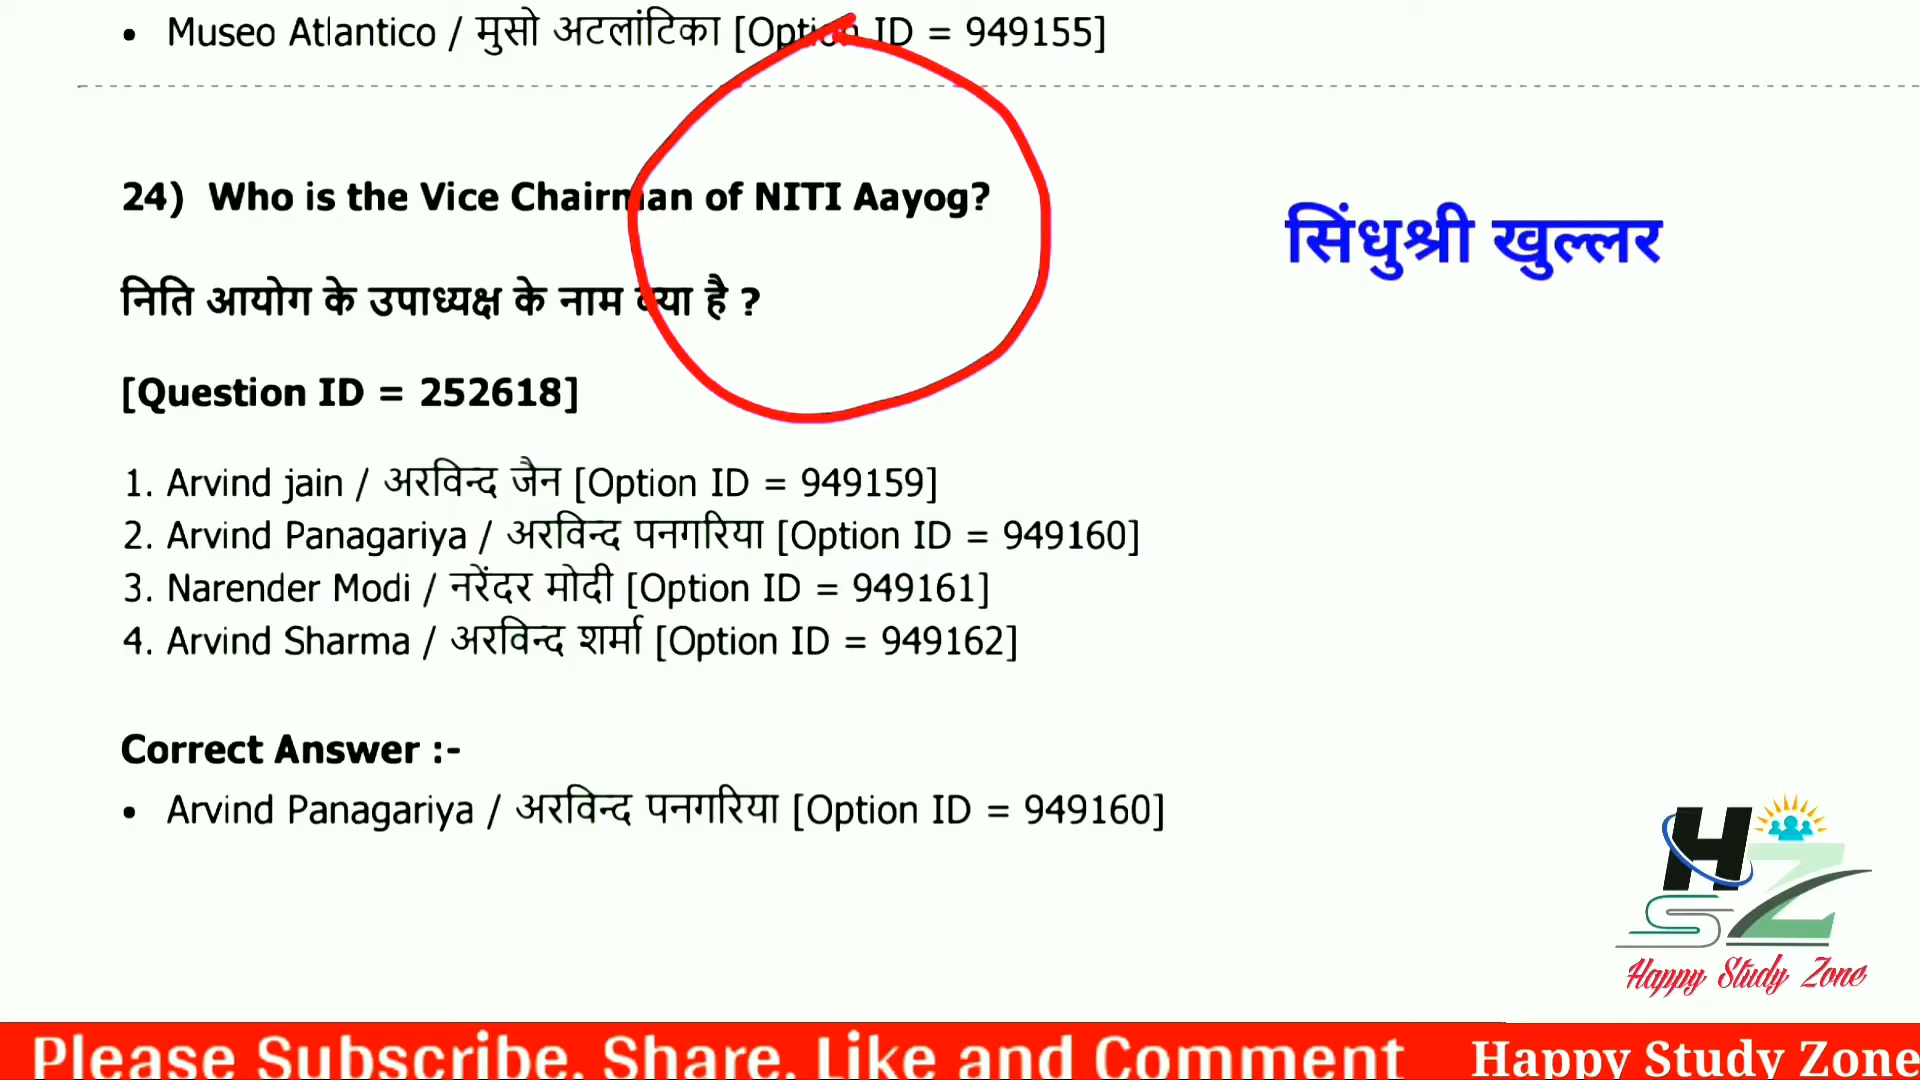 • Museo Atlantico / मुसो अटलांटिका [Option ID = 949155]
24) Who is the Vice Chairman of NITI Aayog?
सिंधुश्री खुल्लर
निति आयोग के उपाध्यक्ष के नाम क्या है ?
[Question ID = 252618]
1. Arvind jain / अरविन्द जैन [Option ID = 949159]
2. Arvind Panagariya / अरविन्द पनगरिया [Option ID = 949160]
3. Narender Modi / नरेंदर मोदी [Option ID = 949161]
4. Arvind Sharma / अरविन्द शर्मा [Option ID = 949162]
Correct Answer :-
• Arvind Panagariya / अरविन्द पनगरिया [Option ID = 949160]
HSZ
Happy Study Zone
Please Subscribe, Share, Like and Comment Happy Study Zone